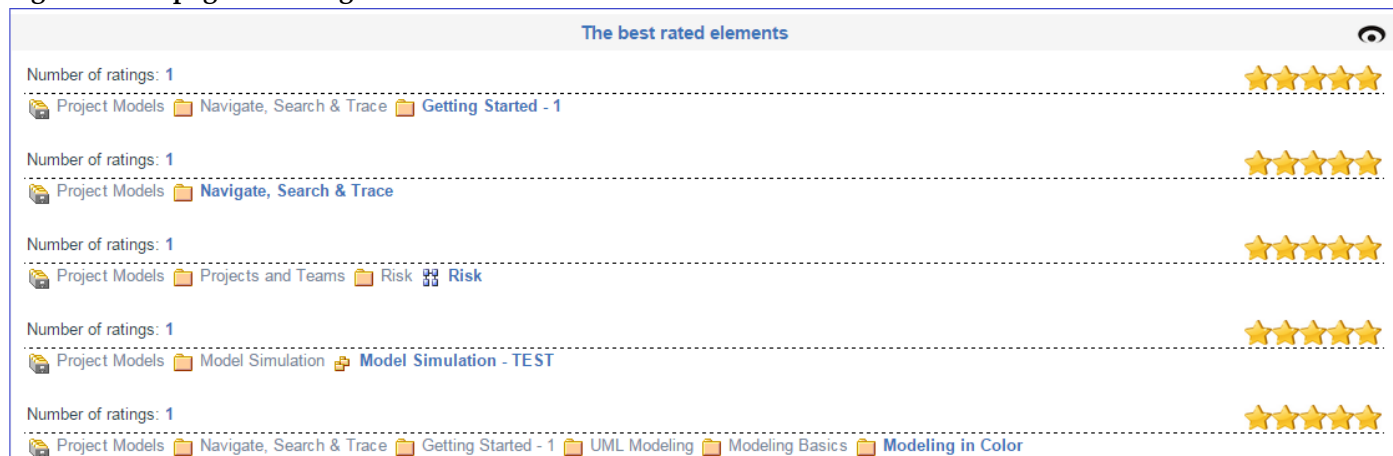 The best rated elements
Number of ratings: 1
Project Models Navigate, Search & Trace Getting Started - 1
Number of ratings: 1
Project Models Navigate, Search & Trace
Number of ratings: 1
Project Models Projects and Teams Risk Risk
Number of ratings: 1
Project Models Model Simulation Model Simulation - TEST
Number of ratings: 1
Project Models Navigate, Search & Trace Getting Started - 1 UML Modeling Modeling Basics Modeling in Color